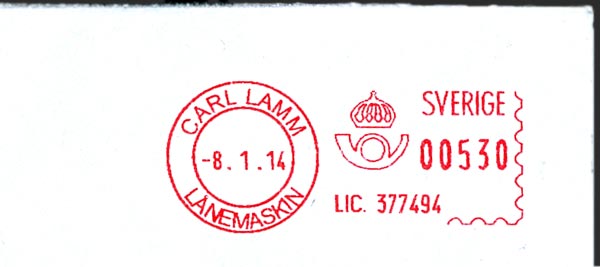 CARL LAMM
-8.1.14
LÅNEMASKIN
SVERIGE
00530
LIC. 377494